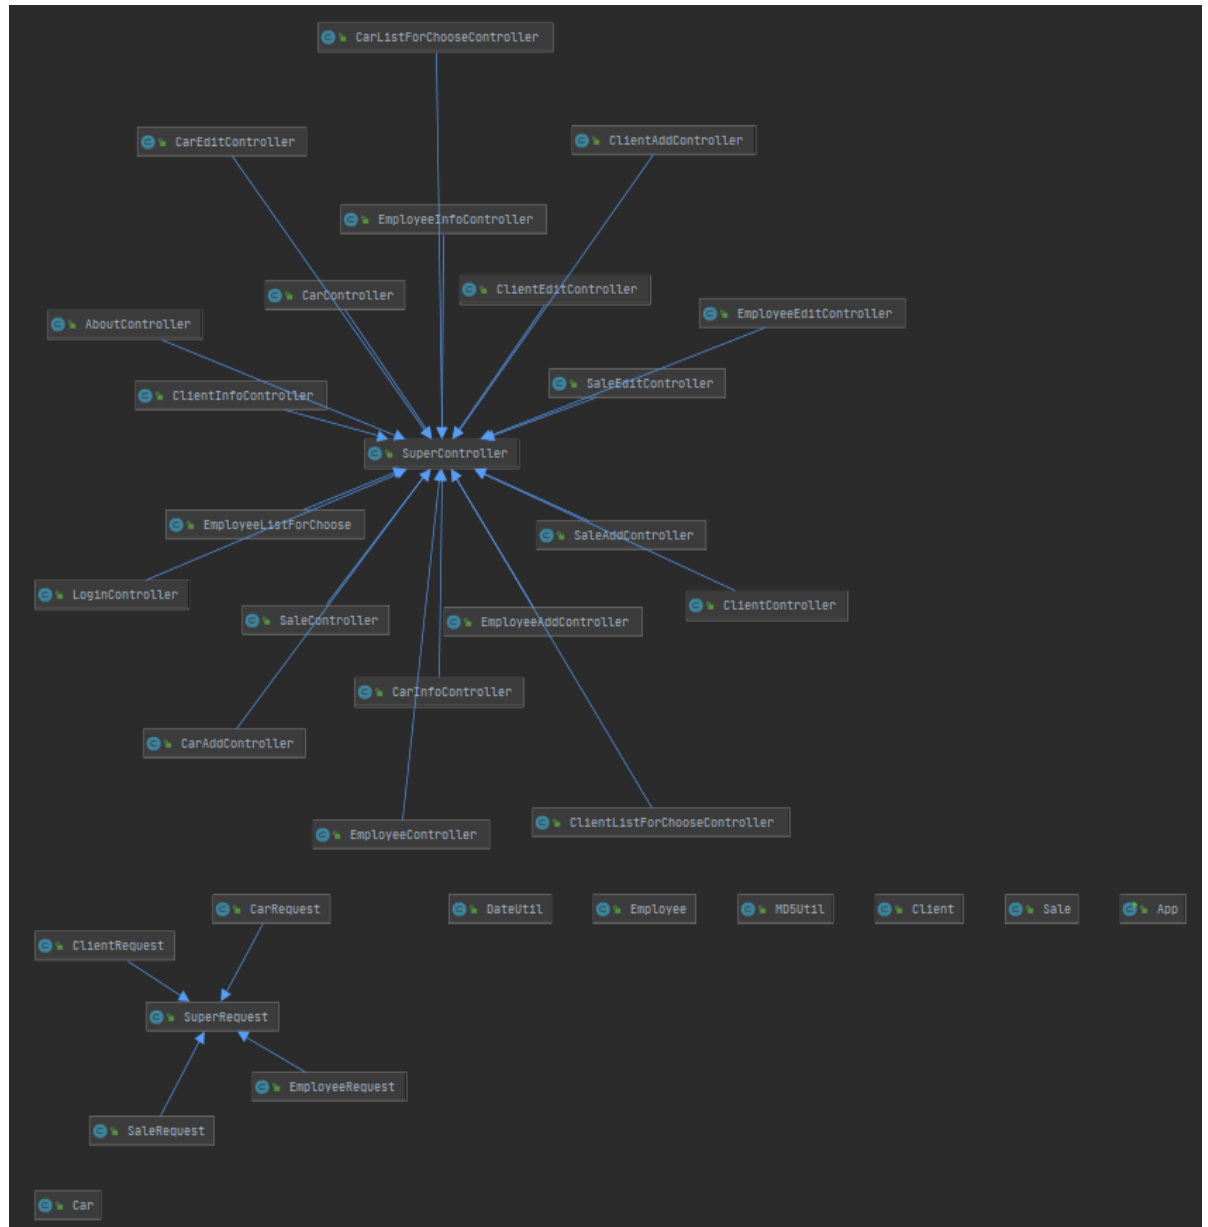 CarListForChooseController
CarEditController
ClientAddController
EmployeeInfoController
CarController
ClientEditController
AboutController
EmployeeEditController
ClientInfoController
SaleEditController
SuperController
EmployeeListForChoose
SaleAddController
LoginController
SaleController
EmployeeAddController
ClientController
CarInfoController
CarAddController
EmployeeController
ClientListForChooseController
CarRequest
DateUtil
Employee
MD5Util
Client
Sale
App
ClientRequest
SuperRequest
EmployeeRequest
SaleRequest
Car